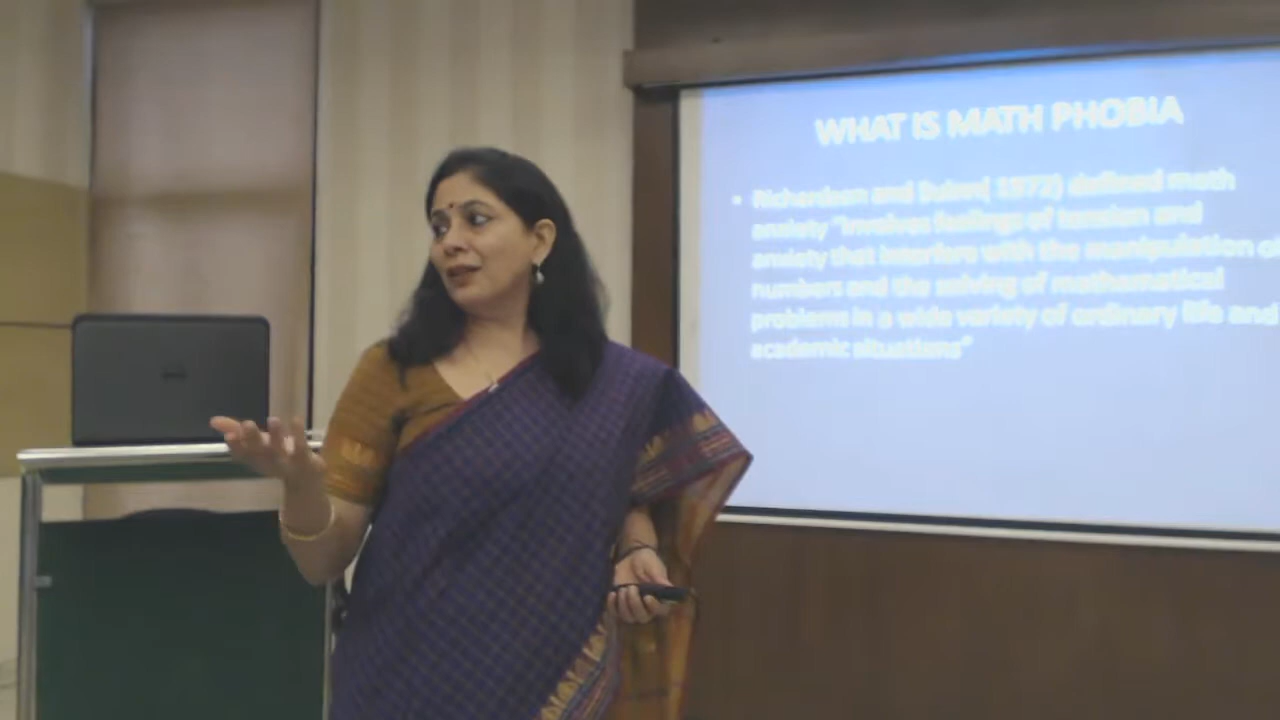 WHAT IS MATH PHOBIA
• Richardson and Suinn( 1972) defined math
anxiety "involves feelings of tension and
anxiety that interfere with the manipulation of
numbers and the solving of mathematical
problems in a wide variety of ordinary life and
academic situations"